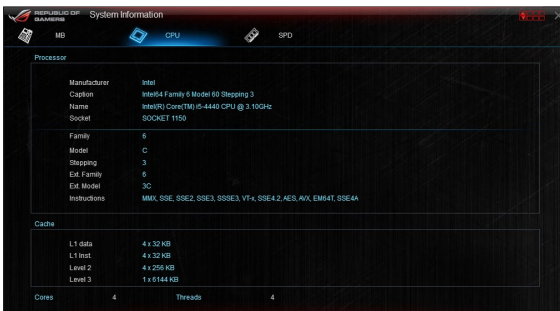 REPUBLIC OF GAMERS System Information
MB CPU SPD
Processor
Manufacturer Intel
Caption Intel64 Family 6 Model 60 Stepping 3
Name Intel(R) Core(TM) i5-4440 CPU @ 3.10GHz
Socket SOCKET 1150
Family 6
Model C
Stepping 3
Ext. Family 6
Ext. Model 3C
Instructions MMX, SSE, SSE2, SSE3, SSSE3, VT-x, SSE4.2, AES, AVX, EM64T, SSE4A
Cache
L1 data 4 x 32 KB
L1 Inst. 4 x 32 KB
Level 2 4 x 256 KB
Level 3 1 x 6144 KB
Cores 4 Threads 4